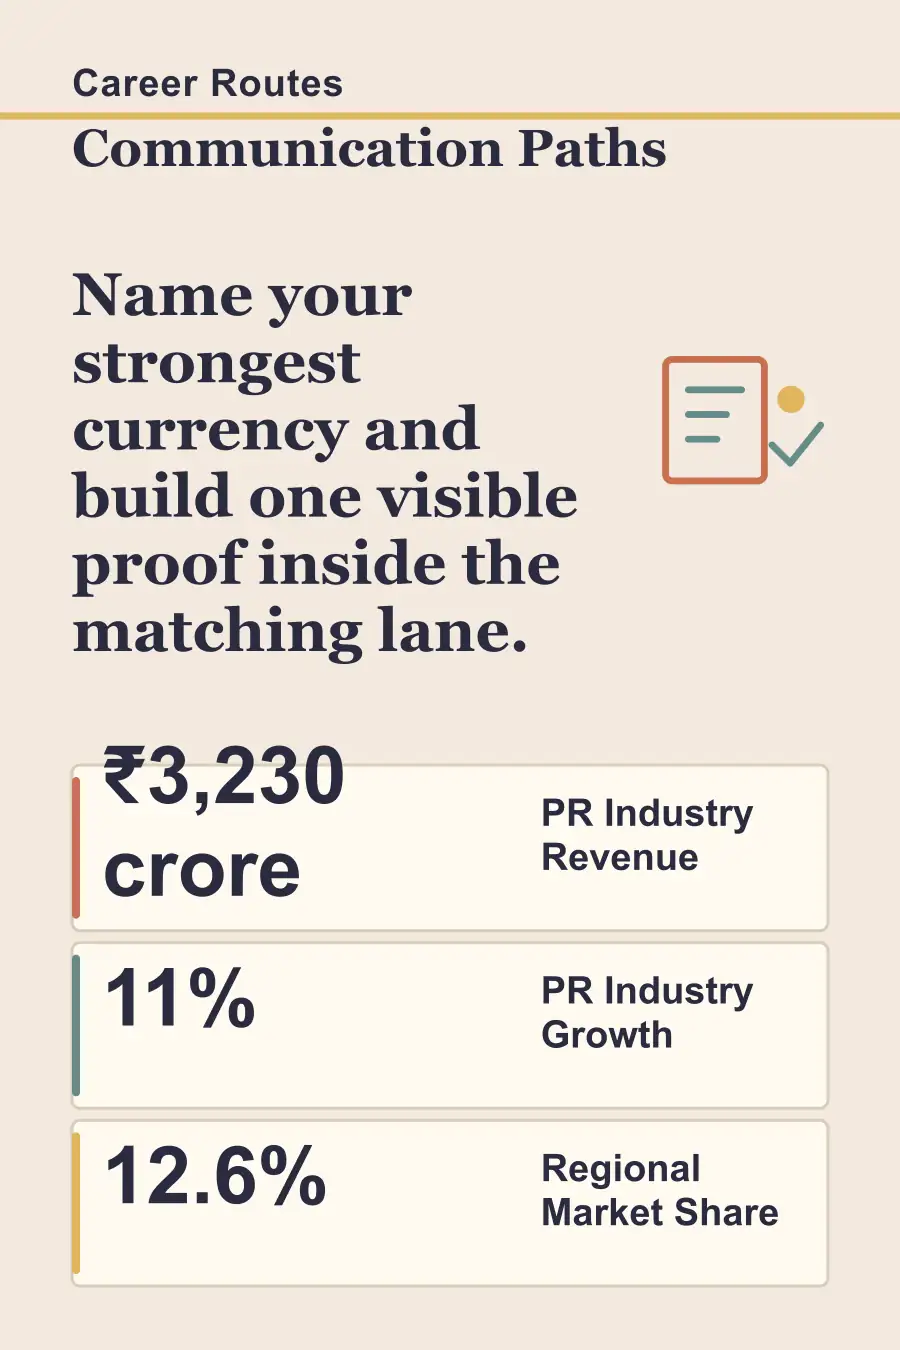 Career Routes
Communication Paths
Name your
strongest
currency and
build one visible
proof inside the
matching lane.
₹3,230
crore
PR Industry
Revenue
11%
PR Industry
Growth
12.6%
Regional
Market Share